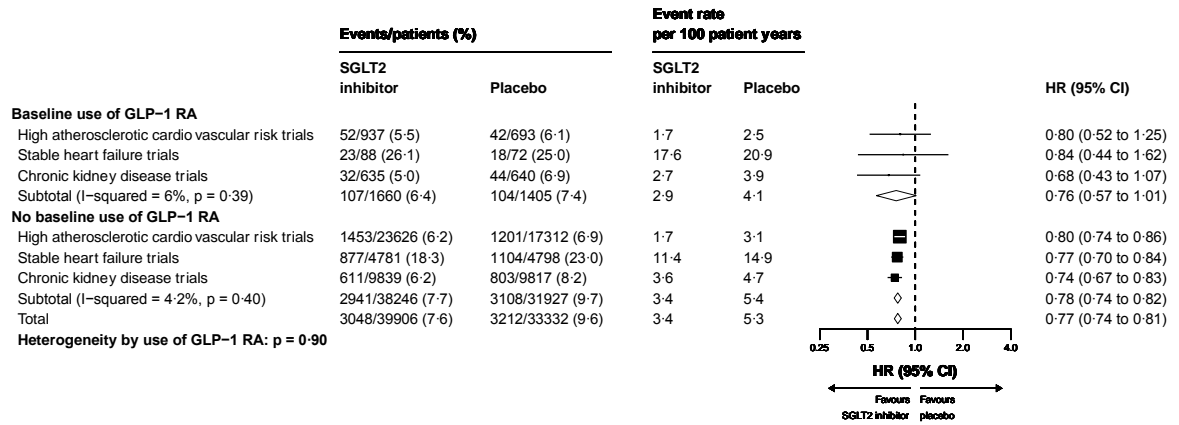 Events/patients (%) Event rate per 100 patient years
SGLT2 inhibitor Placebo SGLT2 inhibitor Placebo HR (95% CI)
Baseline use of GLP−1 RA
High atherosclerotic cardio vascular risk trials 52/937 (5·5) 42/693 (6·1) 1·7 2·5 0·80 (0·52 to 1·25)
Stable heart failure trials 23/88 (26·1) 18/72 (25·0) 17·6 20·9 0·84 (0·44 to 1·62)
Chronic kidney disease trials 32/635 (5·0) 44/640 (6·9) 2·7 3·9 0·68 (0·43 to 1·07)
Subtotal (I−squared = 6%, p = 0·39) 107/1660 (6·4) 104/1405 (7·4) 2·9 4·1 0·76 (0·57 to 1·01)
No baseline use of GLP−1 RA
High atherosclerotic cardio vascular risk trials 1453/23626 (6·2) 1201/17312 (6·9) 1·7 3·1 0·80 (0·74 to 0·86)
Stable heart failure trials 877/4781 (18·3) 1104/4798 (23·0) 11·4 14·9 0·77 (0·70 to 0·84)
Chronic kidney disease trials 611/9839 (6·2) 803/9817 (8·2) 3·6 4·7 0·74 (0·67 to 0·83)
Subtotal (I−squared = 4·2%, p = 0·40) 2941/38246 (7·7) 3108/31927 (9·7) 3·4 5·4 0·78 (0·74 to 0·82)
Total 3048/39906 (7·6) 3212/33332 (9·6) 3·4 5·3 0·77 (0·74 to 0·81)
Heterogeneity by use of GLP−1 RA: p = 0·90
0.25 0.5 1.0 2.0 4.0
HR (95% CI)
Favours Favours
SGLT2 inhibitor placebo